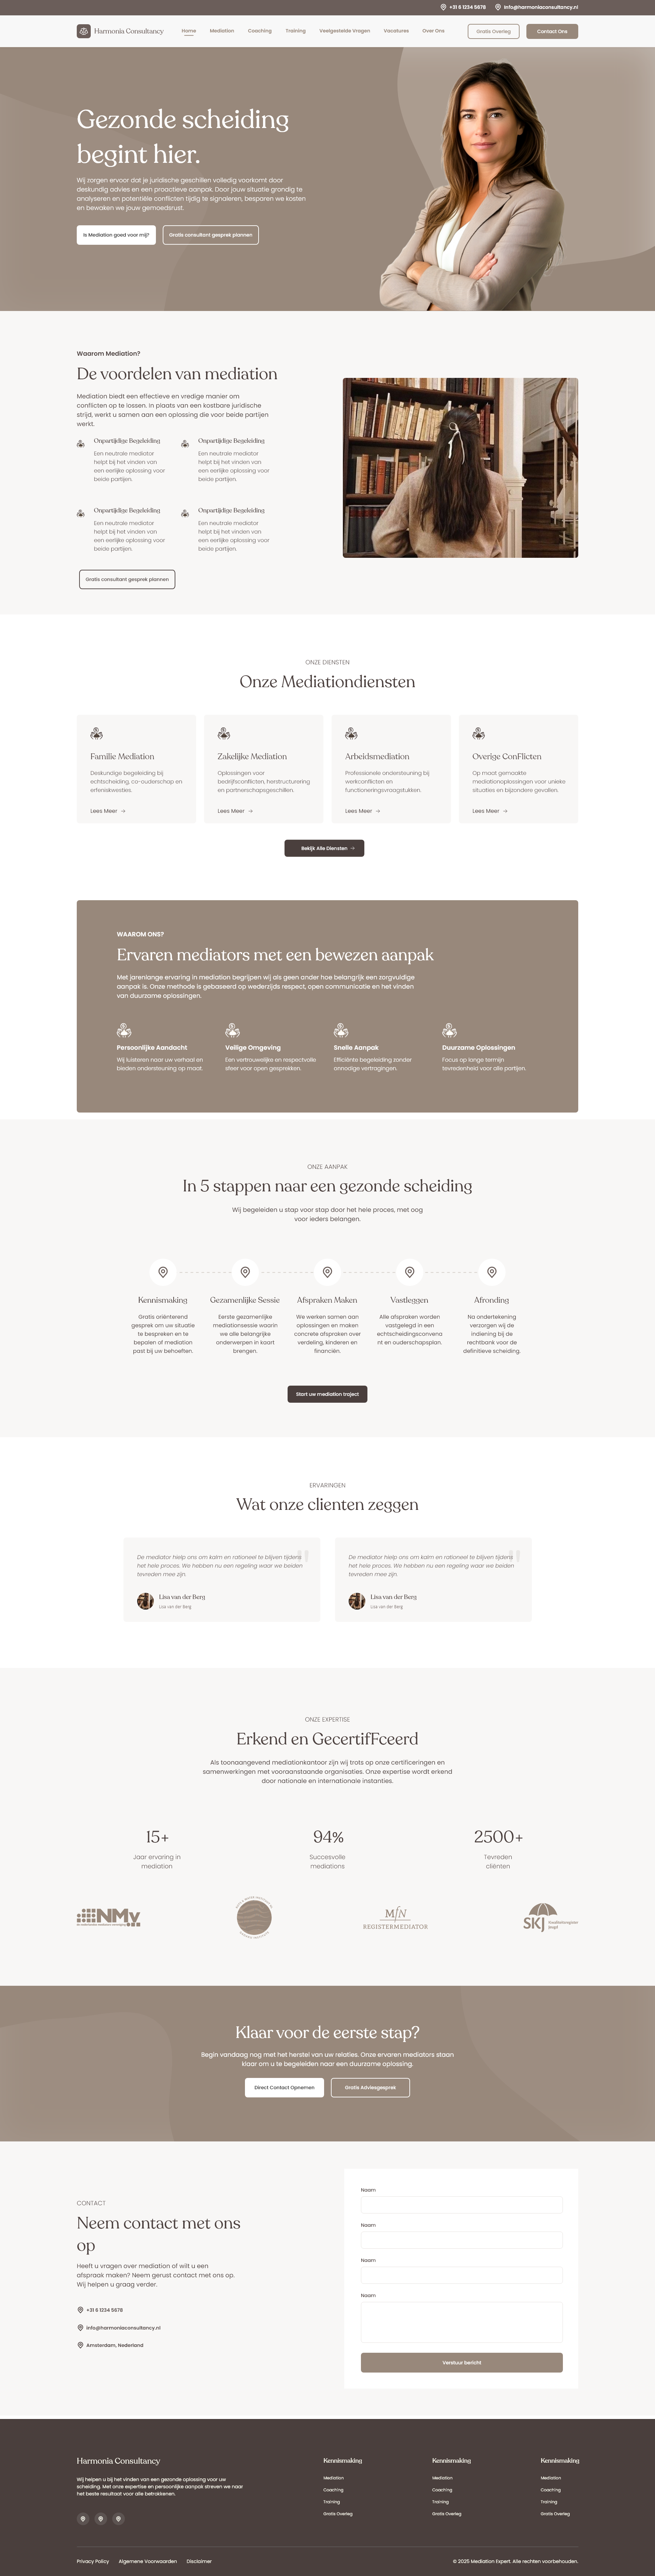 +31 6 1234 5678 info@harmoniaconsultancy.nl
Harmonia Consultancy Home Mediation Coaching Training Veelgestelde Vragen Vacatures Over Ons Gratis Overleg Contact Ons
Gezonde scheiding
begint hier.
Wij zorgen ervoor dat je juridische geschillen volledig voorkomt door
deskundig advies en een proactieve aanpak. Door jouw situatie grondig te
analyseren en potentiële conflicten tijdig te signaleren, besparen we kosten
en bewaken we jouw gemoedsrust.
Is Mediation goed voor mij? Gratis consultant gesprek plannen
Waarom Mediation?
De voordelen van mediation
Mediation biedt een effectieve en vredige manier om
conflicten op te lossen. In plaats van een kostbare juridische
strijd, werkt u samen aan een oplossing die voor beide partijen
werkt.
Onpartijdige Begeleiding
Een neutrale mediator
helpt bij het vinden van
een eerlijke oplossing voor
beide partijen.
Onpartijdige Begeleiding
Een neutrale mediator
helpt bij het vinden van
een eerlijke oplossing voor
beide partijen.
Onpartijdige Begeleiding
Een neutrale mediator
helpt bij het vinden van
een eerlijke oplossing voor
beide partijen.
Onpartijdige Begeleiding
Een neutrale mediator
helpt bij het vinden van
een eerlijke oplossing voor
beide partijen.
Gratis consultant gesprek plannen
ONZE DIENSTEN
Onze Mediationdiensten
Familie Mediation
Deskundige begeleiding bij
echtscheiding, co-ouderschap en
erfeniskwesties.
Lees Meer →
Zakelijke Mediation
Oplossingen voor
bedrijfsconflicten, herstructurering
en partnerschapsgeschillen.
Lees Meer →
Arbeidsmediation
Professionele ondersteuning bij
werkconflicten en
functioneringsvraagstukken.
Lees Meer →
Overige ConFlicten
Op maat gemaakte
mediationoplossingen voor unieke
situaties en bijzondere gevallen.
Lees Meer →
Bekijk Alle Diensten →
WAAROM ONS?
Ervaren mediators met een bewezen aanpak
Met jarenlange ervaring in mediation begrijpen wij als geen ander hoe belangrijk een zorgvuldige
aanpak is. Onze methode is gebaseerd op wederzijds respect, open communicatie en het vinden
van duurzame oplossingen.
Persoonlijke Aandacht
Wij luisteren naar uw verhaal en
bieden ondersteuning op maat.
Veilige Omgeving
Een vertrouwelijke en respectvolle
sfeer voor open gesprekken.
Snelle Aanpak
Efficiënte begeleiding zonder
onnodige vertragingen.
Duurzame Oplossingen
Focus op lange termijn
tevredenheid voor alle partijen.
ONZE AANPAK
In 5 stappen naar een gezonde scheiding
Wij begeleiden u stap voor stap door het hele proces, met oog
voor ieders belangen.
Kennismaking
Gratis oriënterend
gesprek om uw situatie
te bespreken en te
bepalen of mediation
past bij uw behoeften.
Gezamenlijke Sessie
Eerste gezamenlijke
mediationsessie waarin
we alle belangrijke
onderwerpen in kaart
brengen.
Afspraken Maken
We werken samen aan
oplossingen en maken
concrete afspraken over
verdeling, kinderen en
financiën.
Vastleggen
Alle afspraken worden
vastgelegd in een
echtscheidingsconvena
nt en ouderschapsplan.
Afronding
Na ondertekening
verzorgen wij de
indiening bij de
rechtbank voor de
definitieve scheiding.
Start uw mediation traject
ERVARINGEN
Wat onze clienten zeggen
De mediator hielp ons om kalm en rationeel te blijven tijdens
het hele proces. We hebben nu een regeling waar we beiden
tevreden mee zijn.
Lisa van der Berg
Lisa van der Berg
De mediator hielp ons om kalm en rationeel te blijven tijdens
het hele proces. We hebben nu een regeling waar we beiden
tevreden mee zijn.
Lisa van der Berg
Lisa van der Berg
ONZE EXPERTISE
Erkend en GecertifFceerd
Als toonaangevend mediationkantoor zijn wij trots op onze certificeringen en
samenwerkingen met vooraanstaande organisaties. Onze expertise wordt erkend
door nationale en internationale instanties.
15+
Jaar ervaring in
mediation
94%
Succesvolle
mediations
2500+
Tevreden
cliënten
NMv
MfN
REGISTERMEDIATOR
SKJ kwaliteitsregister
jeugd
Klaar voor de eerste stap?
Begin vandaag nog met het herstel van uw relaties. Onze ervaren mediators staan
klaar om u te begeleiden naar een duurzame oplossing.
Direct Contact Opnemen Gratis Adviesgesprek
CONTACT
Neem contact met ons
op
Heeft u vragen over mediation of wilt u een
afspraak maken? Neem gerust contact met ons op.
Wij helpen u graag verder.
+31 6 1234 5678
info@harmoniaconsultancy.nl
Amsterdam, Nederland
Naam
Naam
Naam
Naam
Verstuur bericht
Harmonia Consultancy
Wij helpen u bij het vinden van een gezonde oplossing voor uw
scheiding. Met onze expertise en persoonlijke aanpak streven we naar
het beste resultaat voor alle betrokkenen.
Kennismaking
Mediation
Coaching
Training
Gratis Overleg
Kennismaking
Mediation
Coaching
Training
Gratis Overleg
Kennismaking
Mediation
Coaching
Training
Gratis Overleg
Privacy Policy Algemene Voorwaarden Disclaimer © 2025 Mediation Expert. Alle rechten voorbehouden.